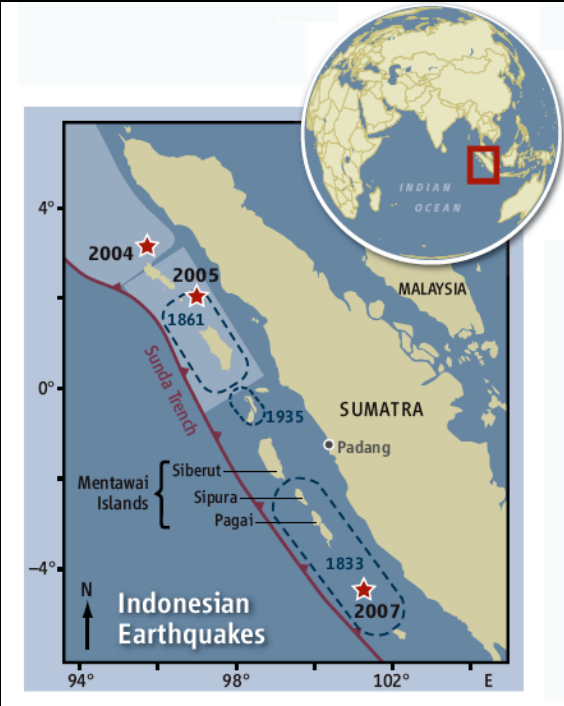 INDIAN
OCEAN
4°
2004
2005
MALAYSIA
1861
Sunda Trench
0°
1935
SUMATRA
Padang
Mentawai
Islands
Siberut
Sipura
Pagai
1833
–4°
2007
N
Indonesian
Earthquakes
94°
98°
102°
E